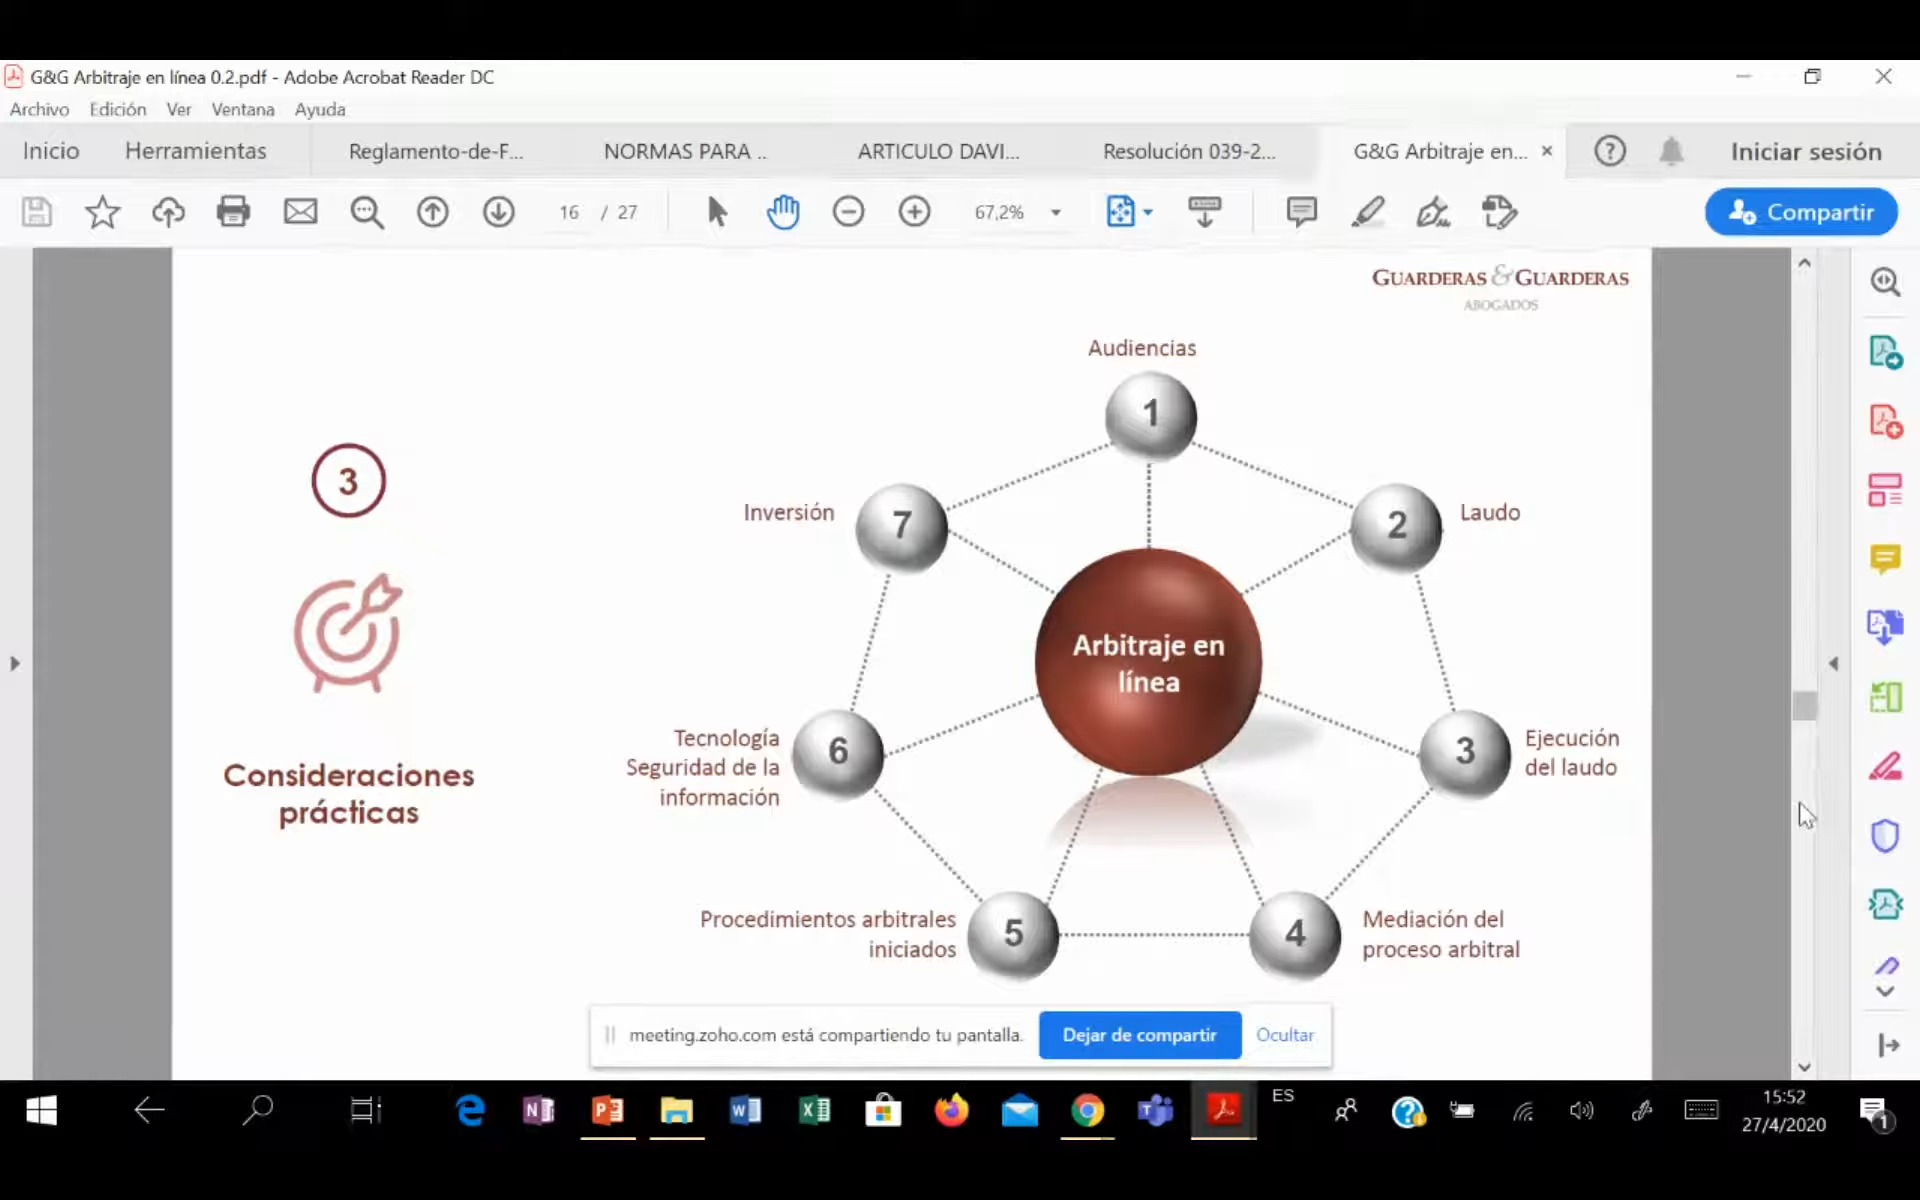 G&G Arbitraje en línea 0.2.pdf - Adobe Acrobat Reader DC
Archivo Edición Ver Ventana Ayuda
Inicio Herramientas Reglamento-de-F... NORMAS PARA .. ARTICULO DAVI... Resolución 039-2... G&G Arbitraje en... × ? Iniciar sesión
16 / 27 67,2% Compartir
GUARDERAS & GUARDERAS
ABOGADOS
Audiencias
1
3
Inversión
7
2
Laudo
Arbitraje en
línea
Tecnología
Seguridad de la
información
6
3
Ejecución
del laudo
Consideraciones
prácticas
Procedimientos arbitrales
iniciados
5
4
Mediación del
proceso arbitral
meeting.zoho.com está compartiendo tu pantalla. Dejar de compartir Ocultar
ES
15:52
27/4/2020
1